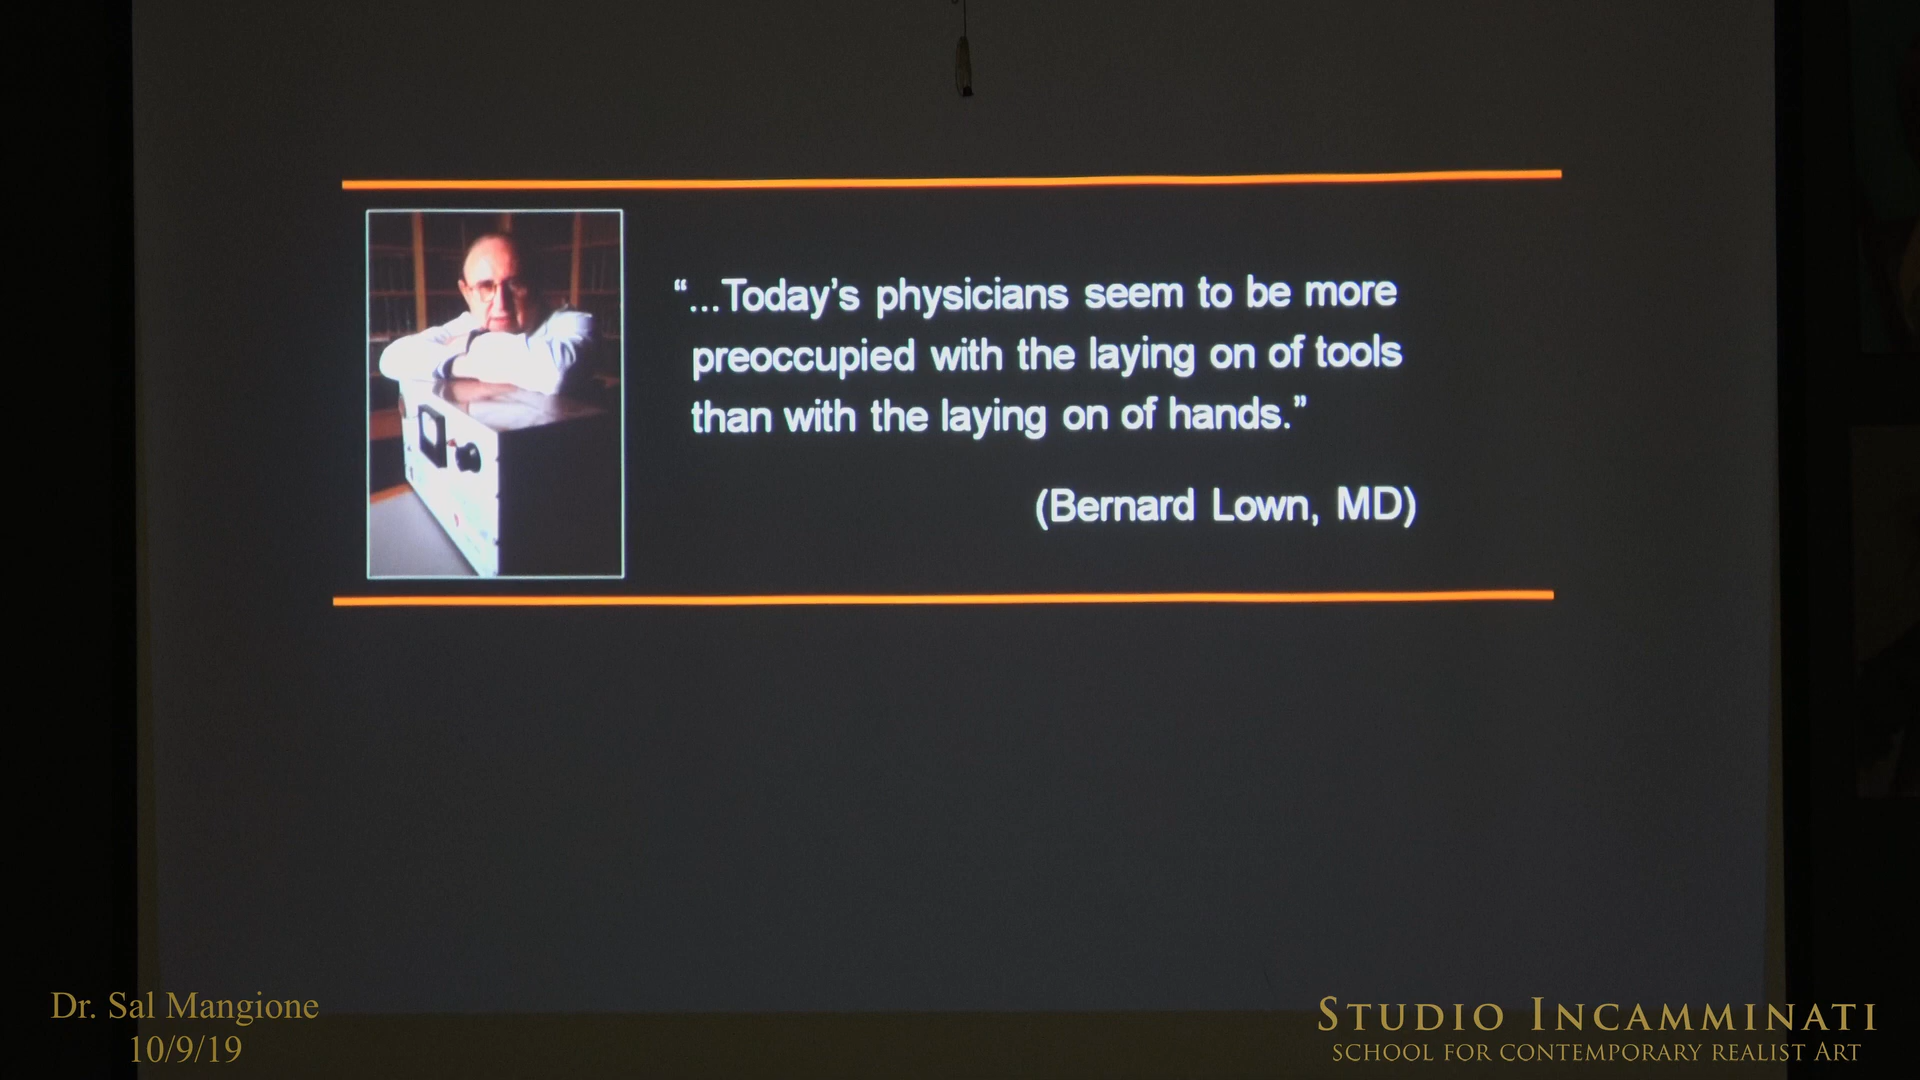 “...Today’s physicians seem to be more
preoccupied with the laying on of tools
than with the laying on of hands.”
(Bernard Lown, MD)
Dr. Sal Mangione
10/9/19
STUDIO INCAMMINATI
SCHOOL FOR CONTEMPORARY REALIST ART